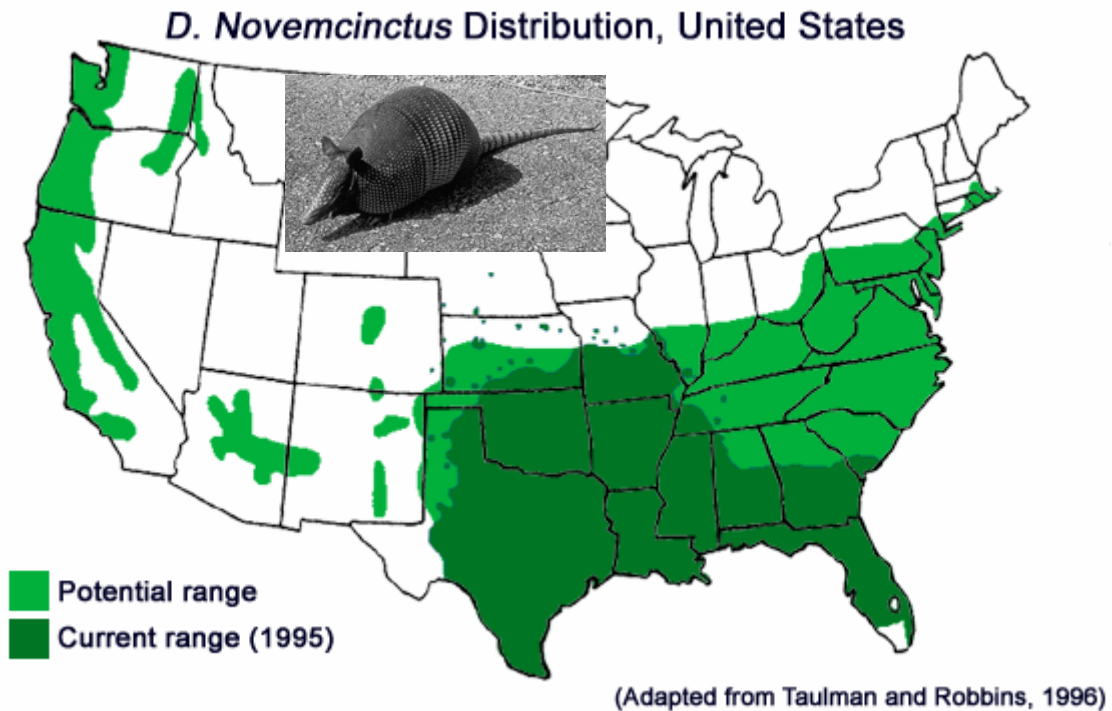 D. Novemcinctus Distribution, United States
Potential range
Current range (1995)
(Adapted from Taulman and Robbins, 1996)